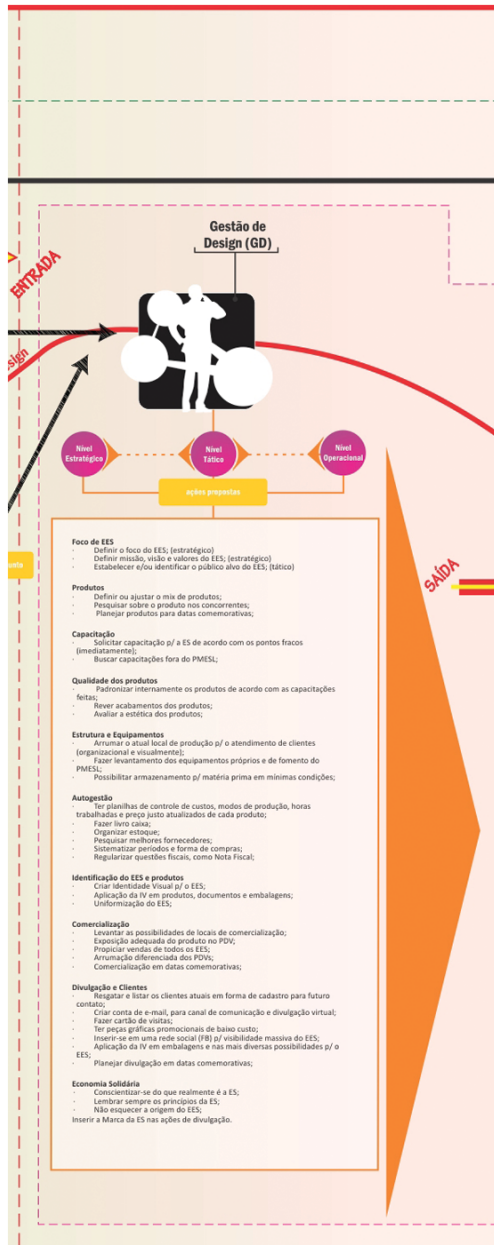 Gestão de
Design (GD)
ENTRADA
Nível
Estratégico
Nível
Tático
Nível
Operacional
ações propostas
SAÍDA
Foco de EES
· Definir o foco do EES; (estratégico)
· Definir missão, visão e valores do EES; (estratégico)
· Estabelecer e/ou identificar o público alvo do EES; (tático)
Produtos
· Definir ou ajustar o mix de produtos;
· Pesquisar sobre o produto nos concorrentes;
· Planejar produtos para datas comemorativas;
Capacitação
· Solicitar capacitação p/ a ES de acordo com os pontos fracos
(imediatamente);
· Buscar capacitações fora do PMESL;
Qualidade dos produtos
· Padronizar internamente os produtos de acordo com as capacitações
feitas;
· Rever acabamentos dos produtos;
· Avaliar a estética dos produtos;
Estrutura e Equipamentos
· Arrumar o atual local de produção p/ o atendimento de clientes
(organizacional e visualmente);
· Fazer levantamento dos equipamentos próprios e de fomento do
PMESL;
· Possibilitar armazenamento p/ matéria prima em mínimas condições;
Autogestão
· Ter planilhas de controle de custos, modos de produção, horas
trabalhadas e preço justo atualizados de cada produto;
· Fazer livro caixa;
· Organizar estoque;
· Pesquisar melhores fornecedores;
· Sistematizar períodos e forma de compras;
· Regularizar questões fiscais, como Nota Fiscal;
Identificação do EES e produtos
· Criar Identidade Visual p/ o EES;
· Aplicação da IV em produtos, documentos e embalagens;
· Uniformização do EES;
Comercialização
· Levantar as possibilidades de locais de comercialização;
· Exposição adequada do produto no PDV;
· Propiciar vendas de todos os EES;
· Arrumação diferenciada dos PDVs;
· Comercialização em datas comemorativas;
Divulgação e Clientes
· Resgatar e listar os clientes atuais em forma de cadastro para futuro
contato;
· Criar conta de e-mail, para canal de comunicação e divulgação virtual;
· Fazer cartão de visitas;
· Ter peças gráficas promocionais de baixo custo;
· Inserir-se em uma rede social (FB) p/ visibilidade massiva do EES;
· Aplicação da IV em embalagens e nas mais diversas possibilidades p/ o
EES;
· Planejar divulgação em datas comemorativas;
Economia Solidária
· Conscientizar-se do que realmente é a ES;
· Lembrar sempre os princípios da ES;
· Não esquecer a origem do EES;
Inserir a Marca da ES nas ações de divulgação.